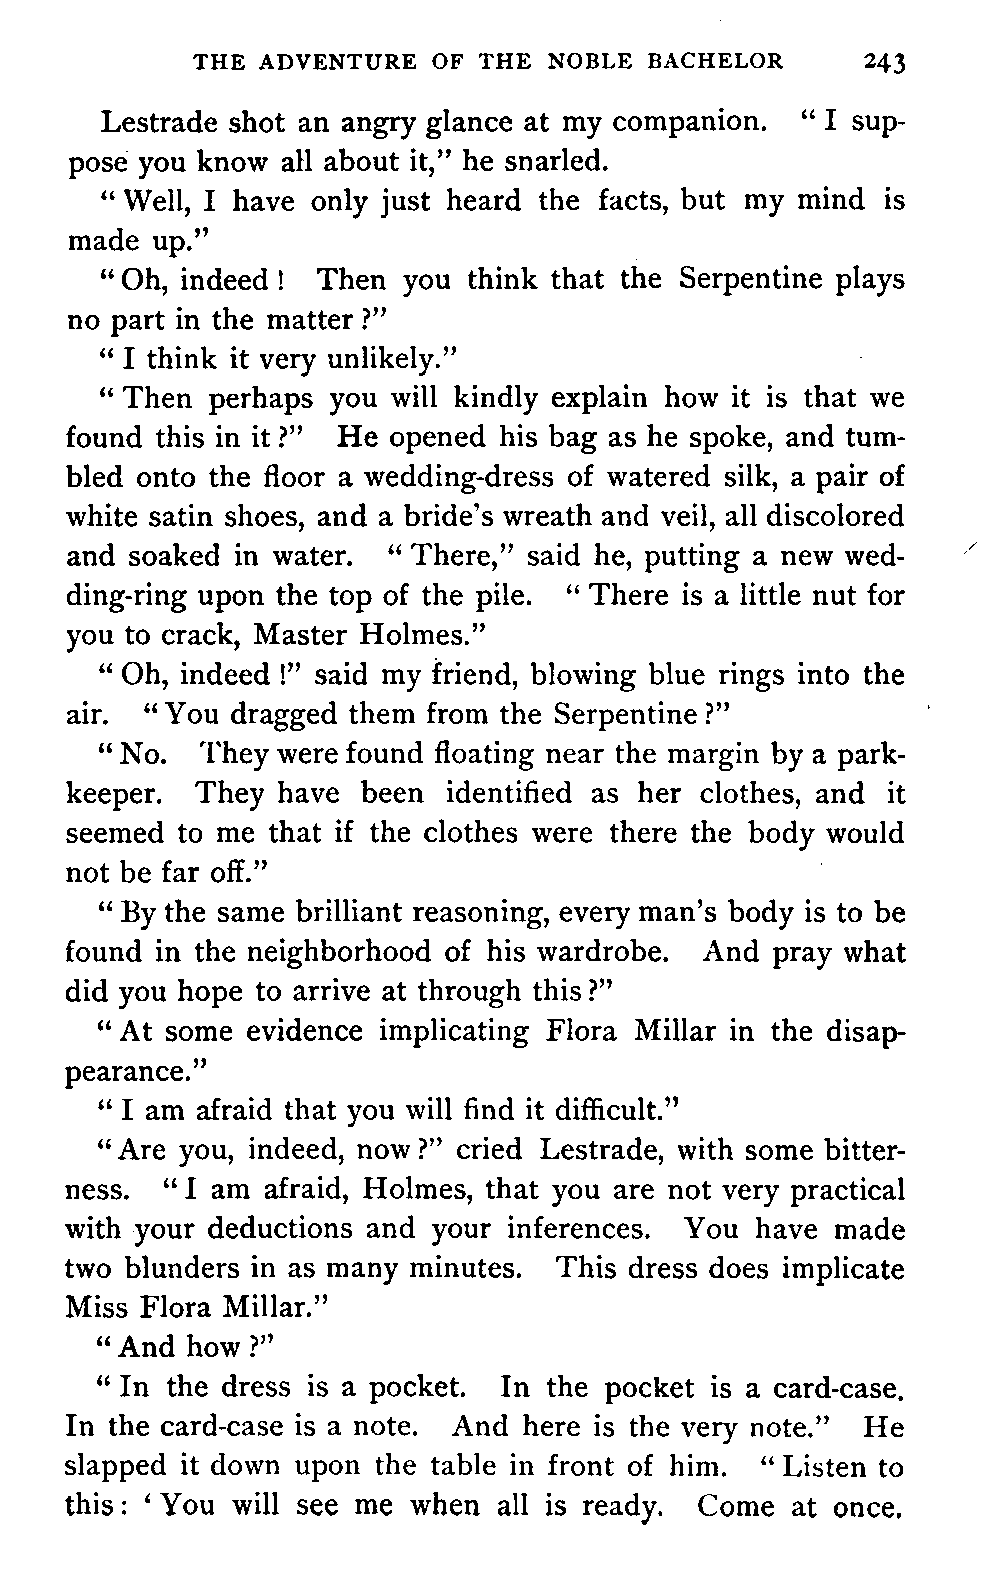 THE ADVENTURE OF THE NOBLE BACHELOR 243
Lestrade shot an angry glance at my companion. “ I sup-
pose you know all about it,” he snarled.
“ Well, I have only just heard the facts, but my mind is
made up.”
“ Oh, indeed ! Then you think that the Serpentine plays
no part in the matter ?”
“ I think it very unlikely.”
“ Then perhaps you will kindly explain how it is that we
found this in it ?” He opened his bag as he spoke, and tum-
bled onto the floor a wedding-dress of watered silk, a pair of
white satin shoes, and a bride’s wreath and veil, all discolored
and soaked in water. “ There,” said he, putting a new wed-
ding-ring upon the top of the pile. “ There is a little nut for
you to crack, Master Holmes.”
“ Oh, indeed !” said my friend, blowing blue rings into the
air. “ You dragged them from the Serpentine ?”
“ No. They were found floating near the margin by a park-
keeper. They have been identified as her clothes, and it
seemed to me that if the clothes were there the body would
not be far off.”
“ By the same brilliant reasoning, every man’s body is to be
found in the neighborhood of his wardrobe. And pray what
did you hope to arrive at through this ?”
“ At some evidence implicating Flora Millar in the disap-
pearance.”
“ I am afraid that you will find it difficult.”
“ Are you, indeed, now ?” cried Lestrade, with some bitter-
ness. “ I am afraid, Holmes, that you are not very practical
with your deductions and your inferences. You have made
two blunders in as many minutes. This dress does implicate
Miss Flora Millar.”
“ And how ?”
“ In the dress is a pocket. In the pocket is a card-case.
In the card-case is a note. And here is the very note.” He
slapped it down upon the table in front of him. “ Listen to
this : ‘ You will see me when all is ready. Come at once.